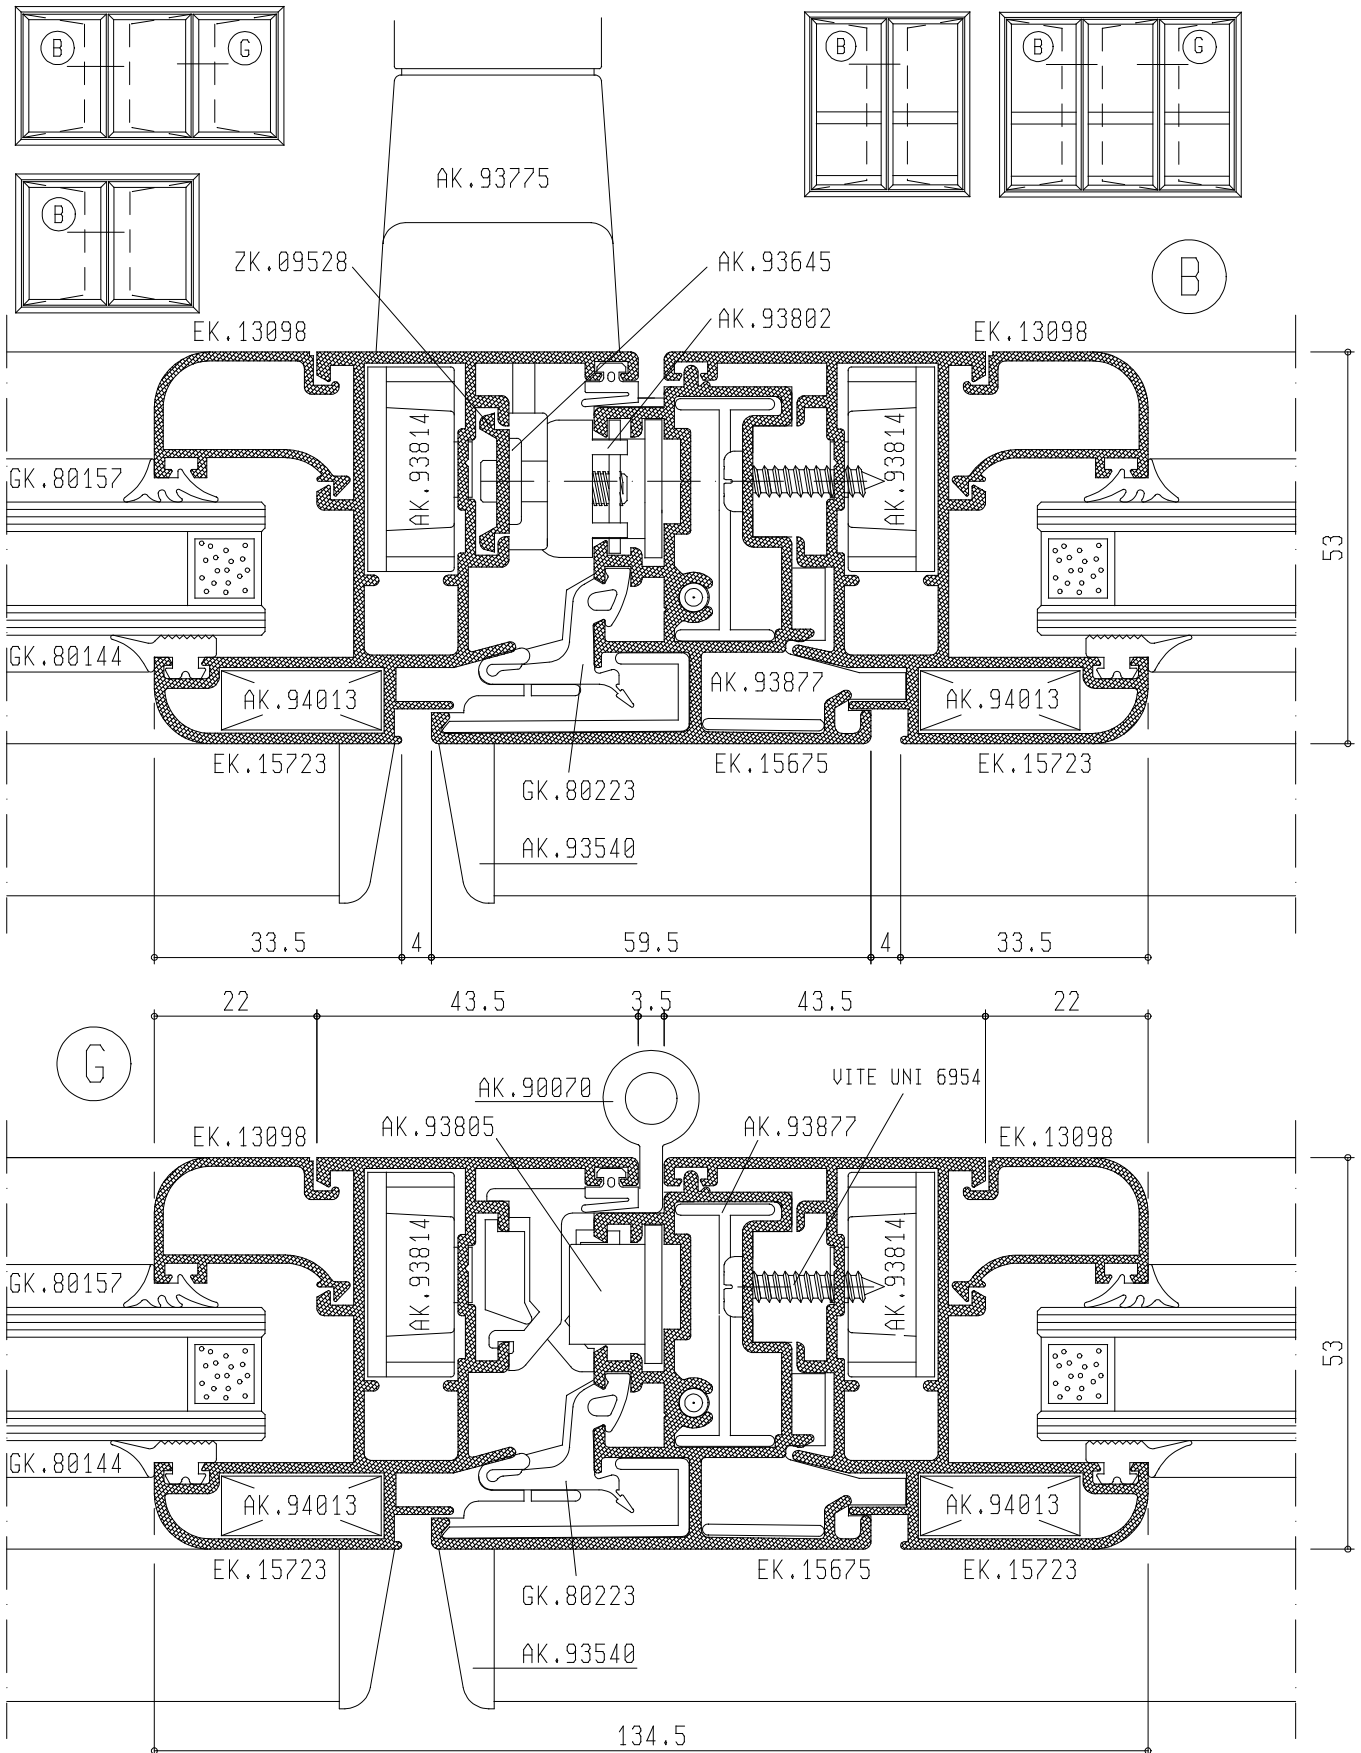 B
G
B
B
G
AK.93775
B
ZK.09528
AK.93645
B
AK.93802
EK.13098
EK.13098
AK.93814
AK.93814
GK.80157
53
GK.80144
AK.94013
AK.93877
AK.94013
EK.15723
EK.15675
EK.15723
GK.80223
AK.93540
33.5
4
59.5
4
33.5
22
43.5
3.5
43.5
22
G
AK.90070
VITE UNI 6954
EK.13098
AK.93805
AK.93877
EK.13098
AK.93814
AK.93814
GK.80157
53
GK.80144
AK.94013
AK.94013
EK.15723
EK.15675
EK.15723
GK.80223
AK.93540
134.5